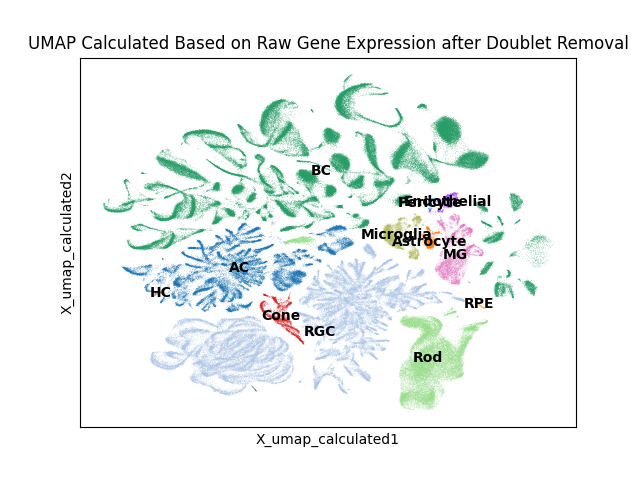 UMAP Calculated Based on Raw Gene Expression after Doublet Removal
BC
Pericyte
Endothelial
Microglia
Astrocyte
MG
AC
HC
RPE
Cone
RGC
Rod
X_umap_calculated2
X_umap_calculated1